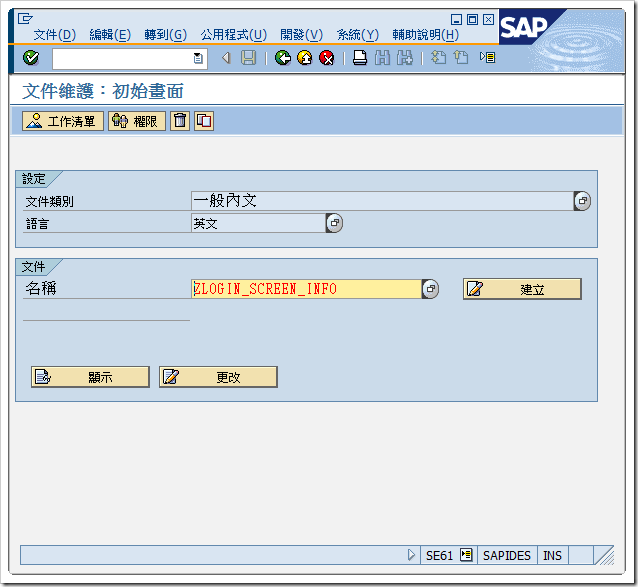 文件(D) 編輯(E) 轉到(G) 公用程式(U) 開發(V) 系統(Y) 輔助說明(H)
SAP
文件維護：初始畫面
工作清單 權限
設定
文件類別 一般內文
語言 英文
文件
名稱 ZLOGIN_SCREEN_INFO 建立
顯示 更改
SE61 SAPIDES INS